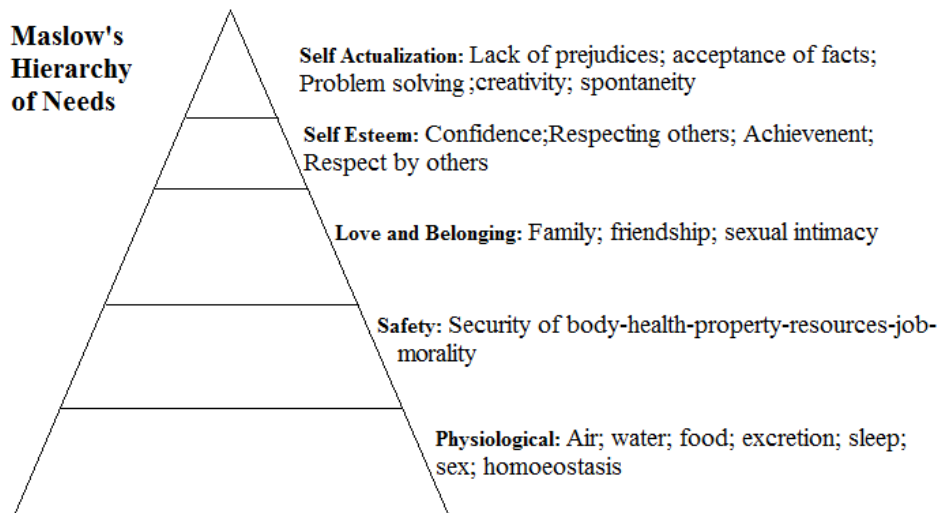 Maslow's
Hierarchy
of Needs
Self Actualization: Lack of prejudices; acceptance of facts;
Problem solving ;creativity; spontaneity
Self Esteem: Confidence;Respecting others; Achievenent;
Respect by others
Love and Belonging: Family; friendship; sexual intimacy
Safety: Security of body-health-property-resources-job-
morality
Physiological: Air; water; food; excretion; sleep;
sex; homoeostasis